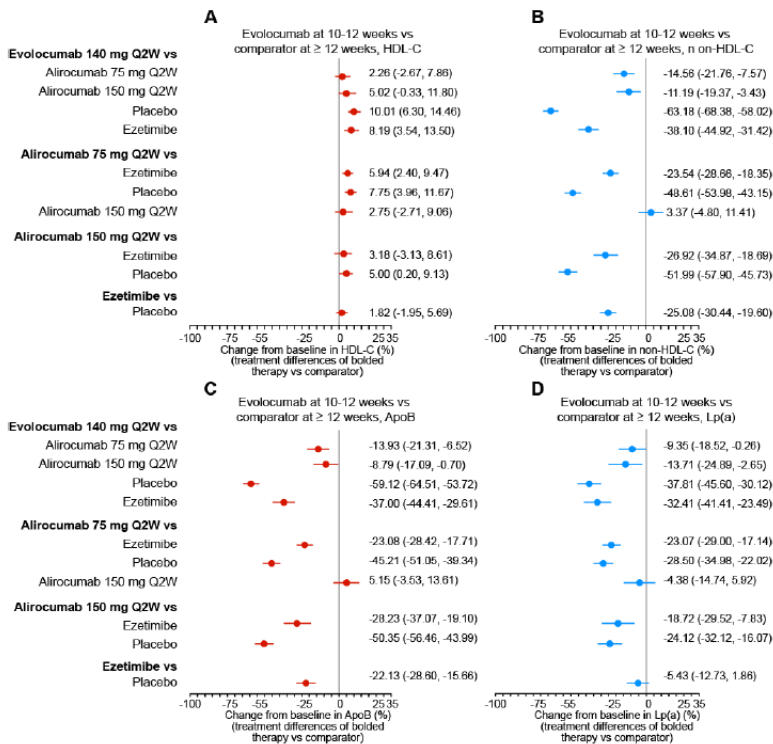 A
Evolocumab at 10-12 weeks vs
comparator at ≥ 12 weeks, HDL-C
Evolocumab 140 mg Q2W vs
Alirocumab 75 mg Q2W 2.26 (-2.67, 7.86)
Alirocumab 150 mg Q2W 5.02 (-0.33, 11.80)
Placebo 10.01 (6.30, 14.46)
Ezetimibe 8.19 (3.54, 13.50)
Alirocumab 75 mg Q2W vs
Ezetimibe 5.94 (2.40, 9.47)
Placebo 7.75 (3.96, 11.67)
Alirocumab 150 mg Q2W 2.75 (-2.71, 9.06)
Alirocumab 150 mg Q2W vs
Ezetimibe 3.18 (-3.13, 8.61)
Placebo 5.00 (0.20, 9.13)
Ezetimibe vs
Placebo 1.82 (-1.95, 5.69)
-100 -75 -50 -25 0 25 35
Change from baseline in HDL-C (%)
(treatment differences of bolded
therapy vs comparator)
B
Evolocumab at 10-12 weeks vs
comparator at ≥ 12 weeks, n on-HDL-C
-14.56 (-21.76, -7.57)
-11.19 (-19.37, -3.43)
-63.18 (-68.38, -58.02)
-38.10 (-44.92, -31.42)
-23.54 (-28.66, -18.35)
-48.61 (-53.98, -43.15)
3.37 (-4.80, 11.41)
-26.92 (-34.87, -18.69)
-51.99 (-57.90, -45.73)
-25.08 (-30.44, -19.60)
-100 -75 -50 -25 0 25 35
Change from baseline in non-HDL-C (%)
(treatment differences of bolded
therapy vs comparator)
C
Evolocumab at 10-12 weeks vs
comparator at ≥ 12 weeks, ApoB
Evolocumab 140 mg Q2W vs
Alirocumab 75 mg Q2W -13.93 (-21.31, -6.52)
Alirocumab 150 mg Q2W -8.79 (-17.09, -0.70)
Placebo -59.12 (-64.51, -53.72)
Ezetimibe -37.00 (-44.41, -29.61)
Alirocumab 75 mg Q2W vs
Ezetimibe -23.08 (-28.42, -17.71)
Placebo -45.21 (-51.05, -39.34)
Alirocumab 150 mg Q2W 5.15 (-3.53, 13.61)
Alirocumab 150 mg Q2W vs
Ezetimibe -28.23 (-37.07, -19.10)
Placebo -50.35 (-56.46, -43.99)
Ezetimibe vs
Placebo -22.13 (-28.60, -15.66)
-100 -75 -50 -25 0 25 35
Change from baseline in ApoB (%)
(treatment differences of bolded
therapy vs comparator)
D
Evolocumab at 10-12 weeks vs
comparator at ≥ 12 weeks, Lp(a)
-9.35 (-18.52, -0.26)
-13.71 (-24.89, -2.65)
-37.81 (-45.60, -30.12)
-32.41 (-41.41, -23.49)
-23.07 (-29.00, -17.14)
-28.50 (-34.98, -22.02)
-4.38 (-14.74, 5.92)
-18.72 (-29.52, -7.83)
-24.12 (-32.12, -16.07)
-5.43 (-12.73, 1.86)
-100 -75 -50 -25 0 25 35
Change from baseline in Lp(a) (%)
(treatment differences of bolded
therapy vs comparator)